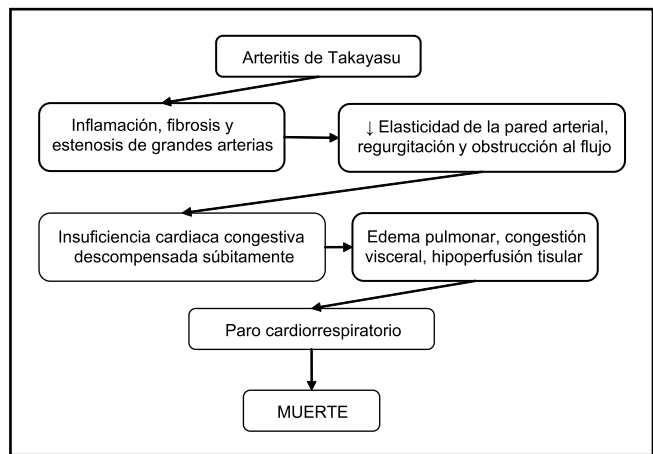 Arteritis de Takayasu
Inflamación, fibrosis y
estenosis de grandes arterias
↓ Elasticidad de la pared arterial,
regurgitación y obstrucción al flujo
Insuficiencia cardiaca congestiva
descompensada súbitamente
Edema pulmonar, congestión
visceral, hipoperfusión tisular
Paro cardiorrespiratorio
MUERTE